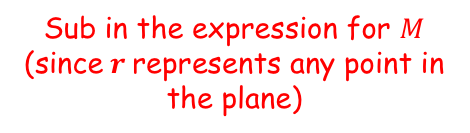 Sub in the expression for M
(since r represents any point in
the plane)